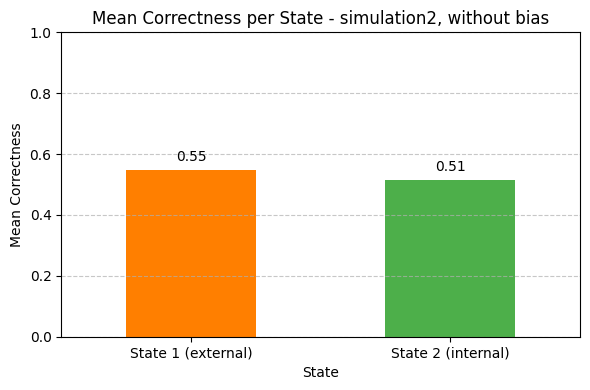 Mean Correctness per State - simulation2, without bias
1.0
0.8
0.6
0.4
0.2
0.0
Mean Correctness
0.55
0.51
State 1 (external)
State 2 (internal)
State